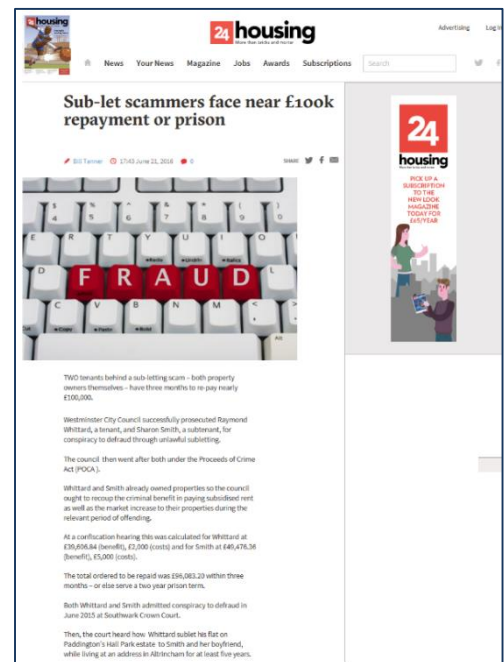 24 housing
More than bricks and mortar
Advertising Log In
News Your News Magazine Jobs Awards Subscriptions Search
Sub-let scammers face near £100k
repayment or prison
Bill Tanner 17:43 June 21, 2016 0 SHARE
FRAUD
24
housing
PICK UP A
SUBSCRIPTION
TO THE
NEW LOOK
MAGAZINE
TODAY FOR
£65/YEAR
TWO tenants behind a sub-letting scam – both property
owners themselves – have three months to re-pay nearly
£100,000.
Westminster City Council successfully prosecuted Raymond
Whittard, a tenant, and Sharon Smith, a subtenant, for
conspiracy to defraud through unlawful subletting.
The council then went after both under the Proceeds of Crime
Act (POCA ).
Whittard and Smith already owned properties so the council
ought to recoup the criminal benefit in paying subsidised rent
as well as the market increase to their properties during the
relevant period of offending.
At a confiscation hearing this was calculated for Whittard at
£39,606.84 (benefit), £2,000 (costs) and for Smith at £49,476.36
(benefit), £5,000 (costs).
The total ordered to be repaid was £96,083.20 within three
months – or else serve a two year prison term.
Both Whittard and Smith admitted conspiracy to defraud in
June 2015 at Southwark Crown Court.
Then, the court heard how Whittard sublet his flat on
Paddington's Hall Park estate to Smith and her boyfriend,
while living at an address in Altrincham for at least five years.